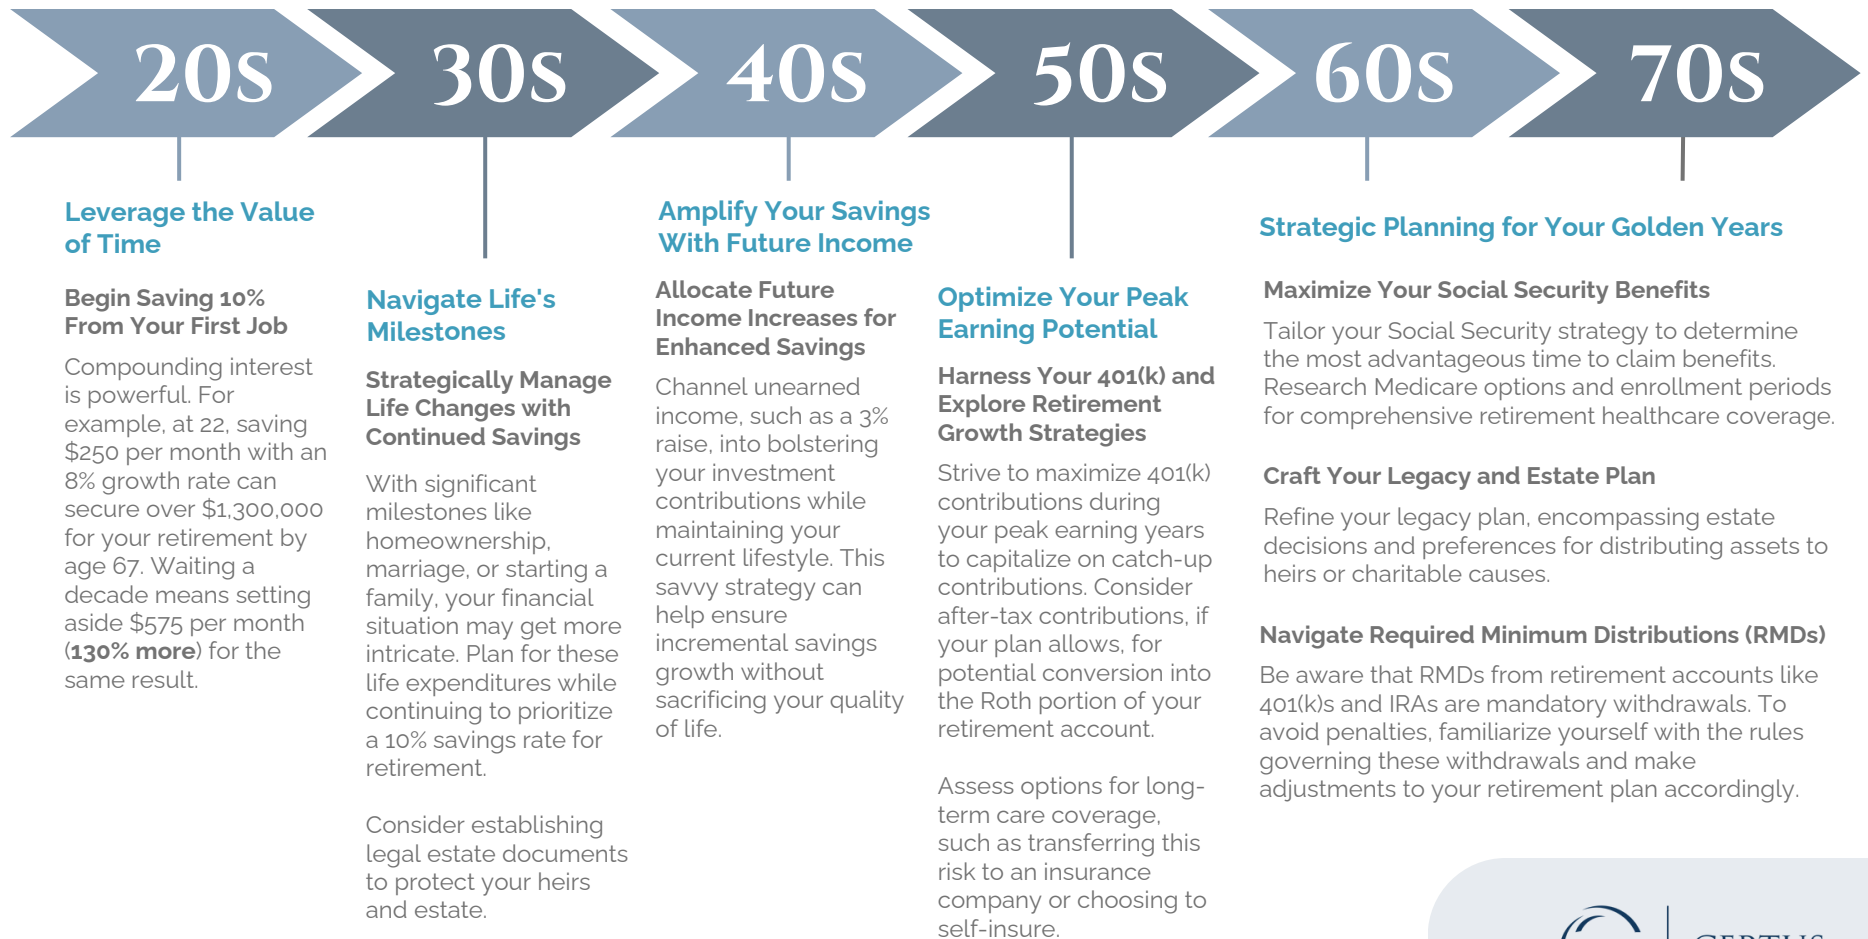 20s
30s
40s
50s
60s
70s
Leverage the Value
of Time
Begin Saving 10%
From Your First Job
Compounding interest
is powerful. For
example, at 22, saving
$250 per month with an
8% growth rate can
secure over $1,300,000
for your retirement by
age 67. Waiting a
decade means setting
aside $575 per month
(130% more) for the
same result.
Navigate Life's
Milestones
Strategically Manage
Life Changes with
Continued Savings
With significant
milestones like
homeownership,
marriage, or starting a
family, your financial
situation may get more
intricate. Plan for these
life expenditures while
continuing to prioritize
a 10% savings rate for
retirement.
Consider establishing
legal estate documents
to protect your heirs
and estate.
Amplify Your Savings
With Future Income
Allocate Future
Income Increases for
Enhanced Savings
Channel unearned
income, such as a 3%
raise, into bolstering
your investment
contributions while
maintaining your
current lifestyle. This
savvy strategy can
help ensure
incremental savings
growth without
sacrificing your quality
of life.
Optimize Your Peak
Earning Potential
Harness Your 401(k) and
Explore Retirement
Growth Strategies
Strive to maximize 401(k)
contributions during
your peak earning years
to capitalize on catch-up
contributions. Consider
after-tax contributions, if
your plan allows, for
potential conversion into
the Roth portion of your
retirement account.
Assess options for long-
term care coverage,
such as transferring this
risk to an insurance
company or choosing to
self-insure.
Strategic Planning for Your Golden Years
Maximize Your Social Security Benefits
Tailor your Social Security strategy to determine
the most advantageous time to claim benefits.
Research Medicare options and enrollment periods
for comprehensive retirement healthcare coverage.
Craft Your Legacy and Estate Plan
Refine your legacy plan, encompassing estate
decisions and preferences for distributing assets to
heirs or charitable causes.
Navigate Required Minimum Distributions (RMDs)
Be aware that RMDs from retirement accounts like
401(k)s and IRAs are mandatory withdrawals. To
avoid penalties, familiarize yourself with the rules
governing these withdrawals and make
adjustments to your retirement plan accordingly.